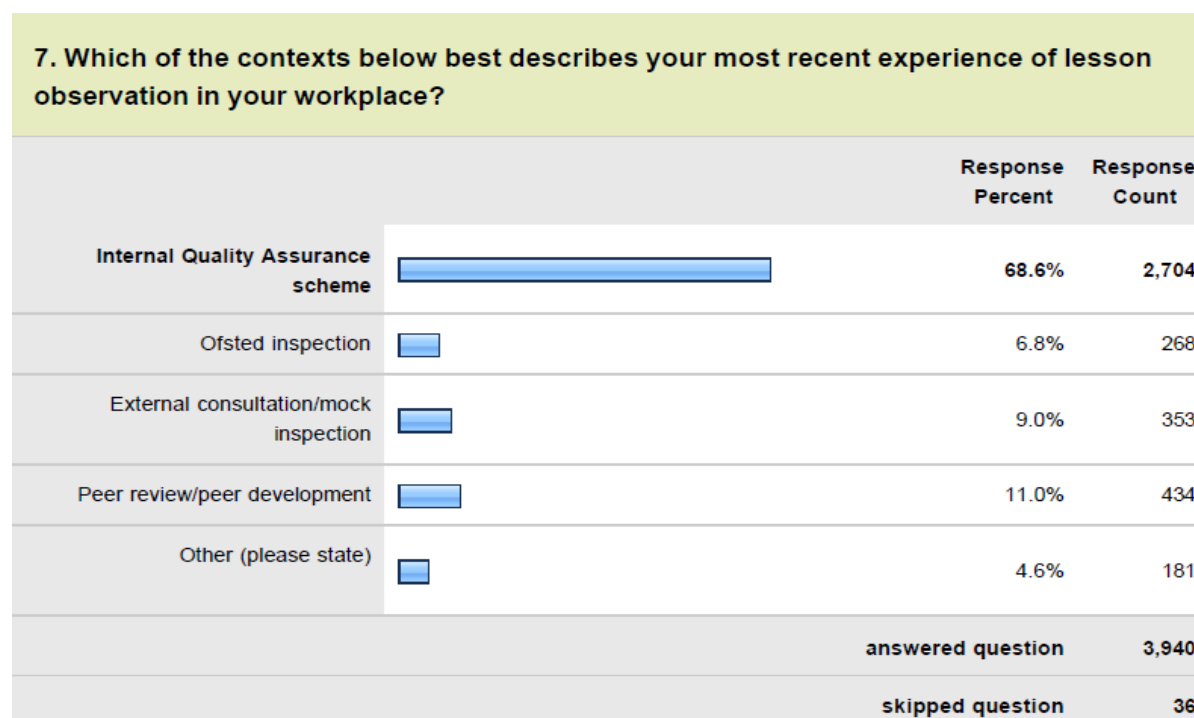 7. Which of the contexts below best describes your most recent experience of lesson
observation in your workplace?
Response Percent Response Count
Internal Quality Assurance scheme 68.6% 2,704
Ofsted inspection 6.8% 268
External consultation/mock inspection 9.0% 353
Peer review/peer development 11.0% 434
Other (please state) 4.6% 181
answered question 3,940
skipped question 36